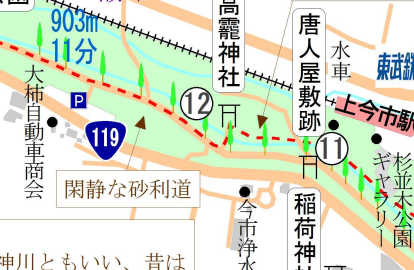 903m
11分
高龗神社
唐人屋敷跡
水車
東武鉄
上今市駅
大柿自動車商会
P
119
⑫
⑪
閑静な砂利道
杉並木公園
ギャラリー
今市浄水
稲荷神社
神川ともいい、昔は